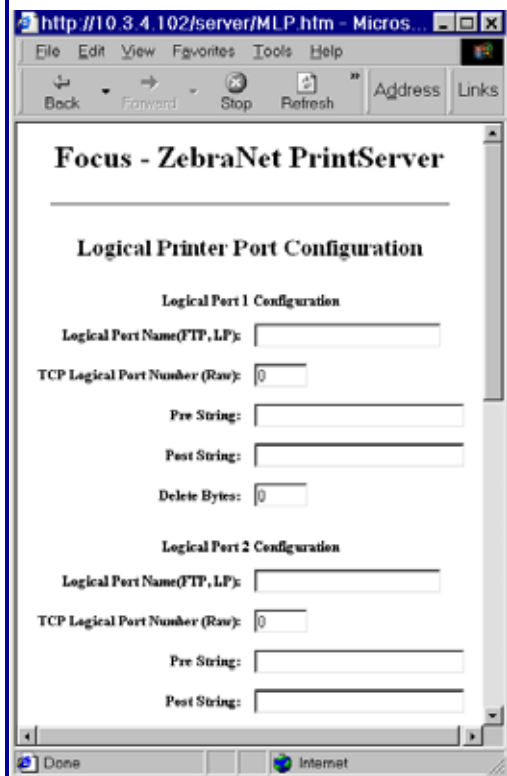 http://10.3.4.102/server/MLP.htm - Micros...
File Edit View Favorites Tools Help
Back Forward Stop Refresh » Address Links
Focus - ZebraNet PrintServer
Logical Printer Port Configuration
Logical Port 1 Configuration
Logical Port Name(FTP, LP):
TCP Logical Port Number (Raw): 0
Pre String:
Post String:
Delete Bytes: 0
Logical Port 2 Configuration
Logical Port Name(FTP, LP):
TCP Logical Port Number (Raw): 0
Pre String:
Post String:
Done Internet